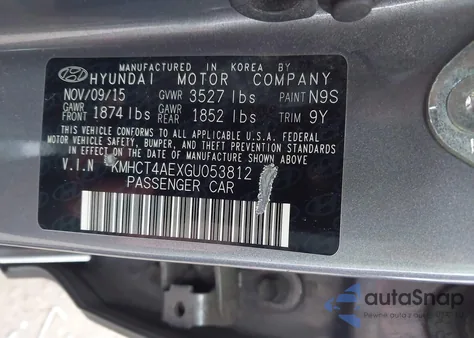 MANUFACTURED IN KOREA BY
HYUNDAI MOTOR COMPANY
NOV/09/15 GVWR 3527 lbs PAINT N9S
GAWR FRONT 1874 lbs GAWR REAR 1852 lbs TRIM 9Y
THIS VEHICLE CONFORMS TO ALL APPLICABLE U.S.A. FEDERAL
MOTOR VEHICLE SAFETY, BUMPER, AND THEFT PREVENTION
STANDARDS IN EFFECT ON THE DATE OF MANUFACTURE SHOWN ABOVE.
V.I.N KMHCT4AEXGU053812
PASSENGER CAR
autoSnap